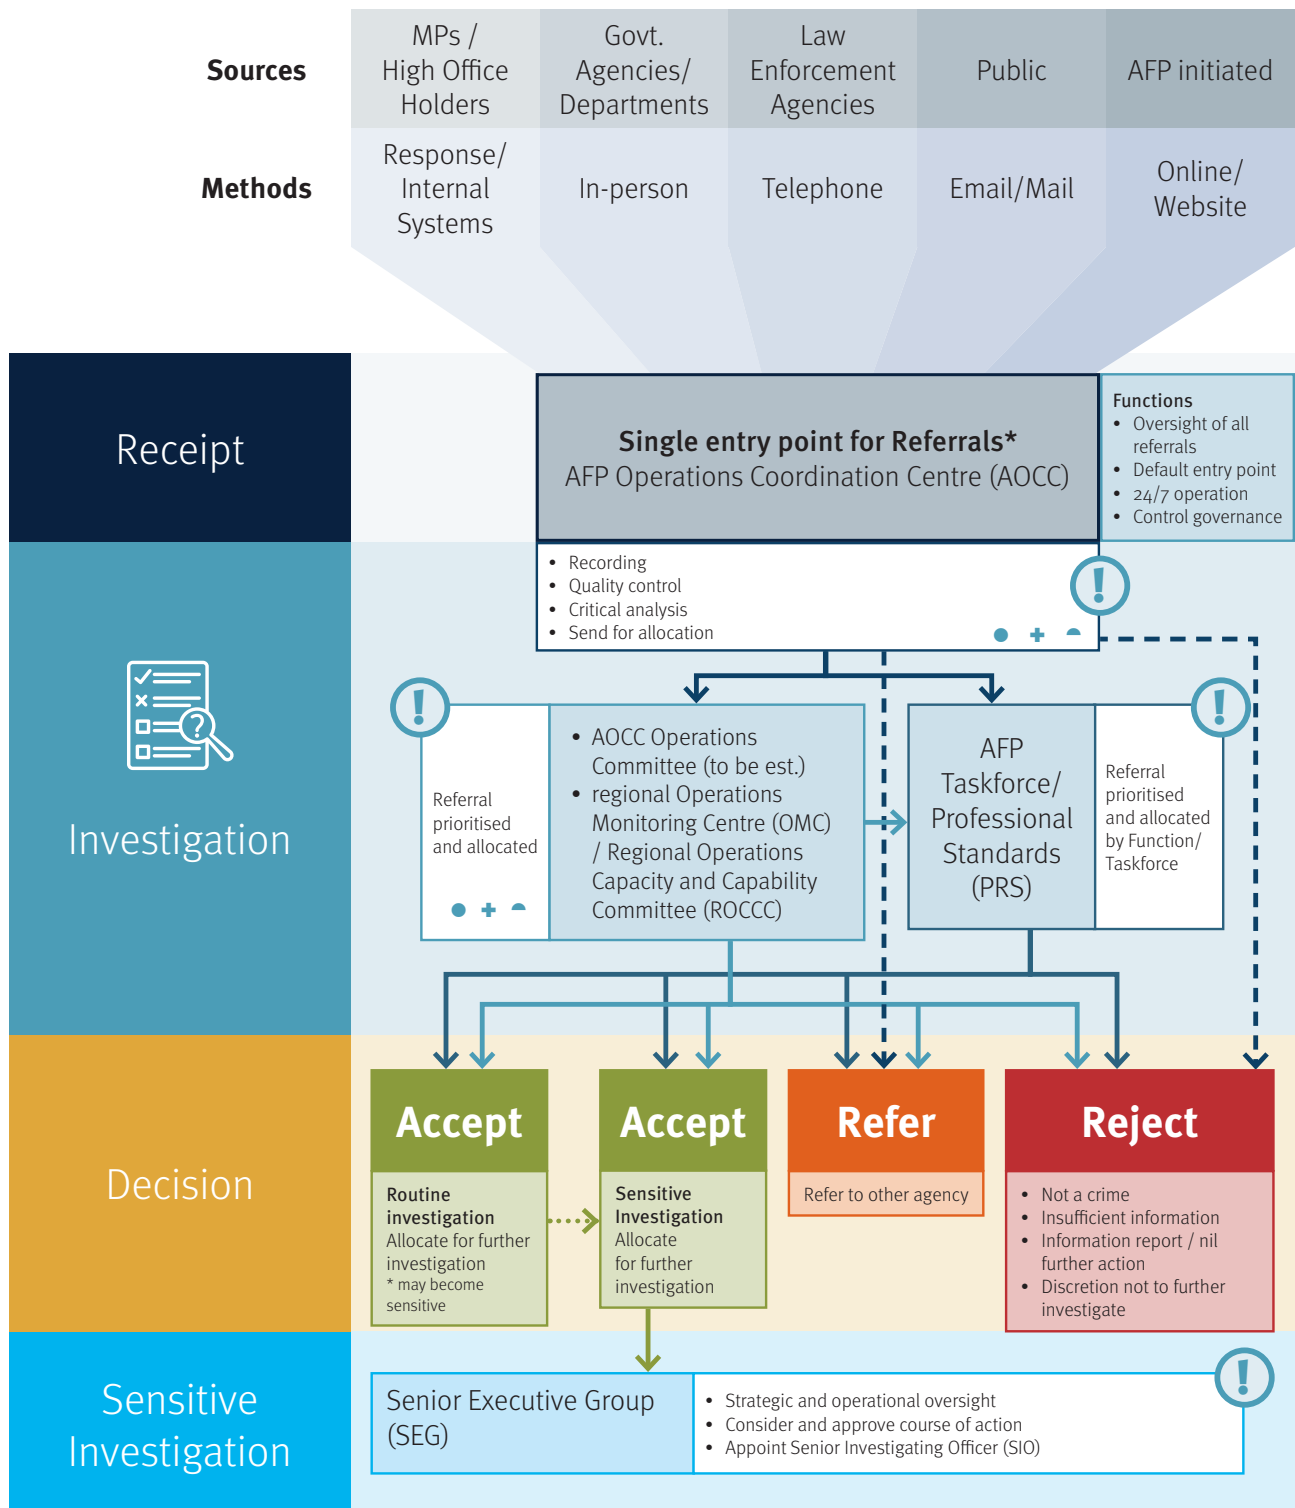 Sources
MPs /
High Office
Holders
Govt.
Agencies/
Departments
Law
Enforcement
Agencies
Public
AFP initiated
Methods
Response/
Internal
Systems
In-person
Telephone
Email/Mail
Online/
Website
Receipt
Single entry point for Referrals*
AFP Operations Coordination Centre (AOCC)
Functions
• Oversight of all
referrals
• Default entry point
• 24/7 operation
• Control governance
• Recording
• Quality control
• Critical analysis
• Send for allocation
!
Investigation
?
!
Referral
prioritised
and allocated
• AOCC Operations
Committee (to be est.)
• regional Operations
Monitoring Centre (OMC)
/ Regional Operations
Capacity and Capability
Committee (ROCCC)
AFP
Taskforce/
Professional
Standards
(PRS)
!
Referral
prioritised
and allocated
by Function/
Taskforce
Decision
Accept
Routine
investigation
Allocate for further
investigation
* may become
sensitive
Accept
Sensitive
Investigation
Allocate
for further
investigation
Refer
Refer to other agency
Reject
• Not a crime
• Insufficient information
• Information report / nil
further action
• Discretion not to further
investigate
Sensitive
Investigation
Senior Executive Group
(SEG)
• Strategic and operational oversight
• Consider and approve course of action
• Appoint Senior Investigating Officer (SIO)
!